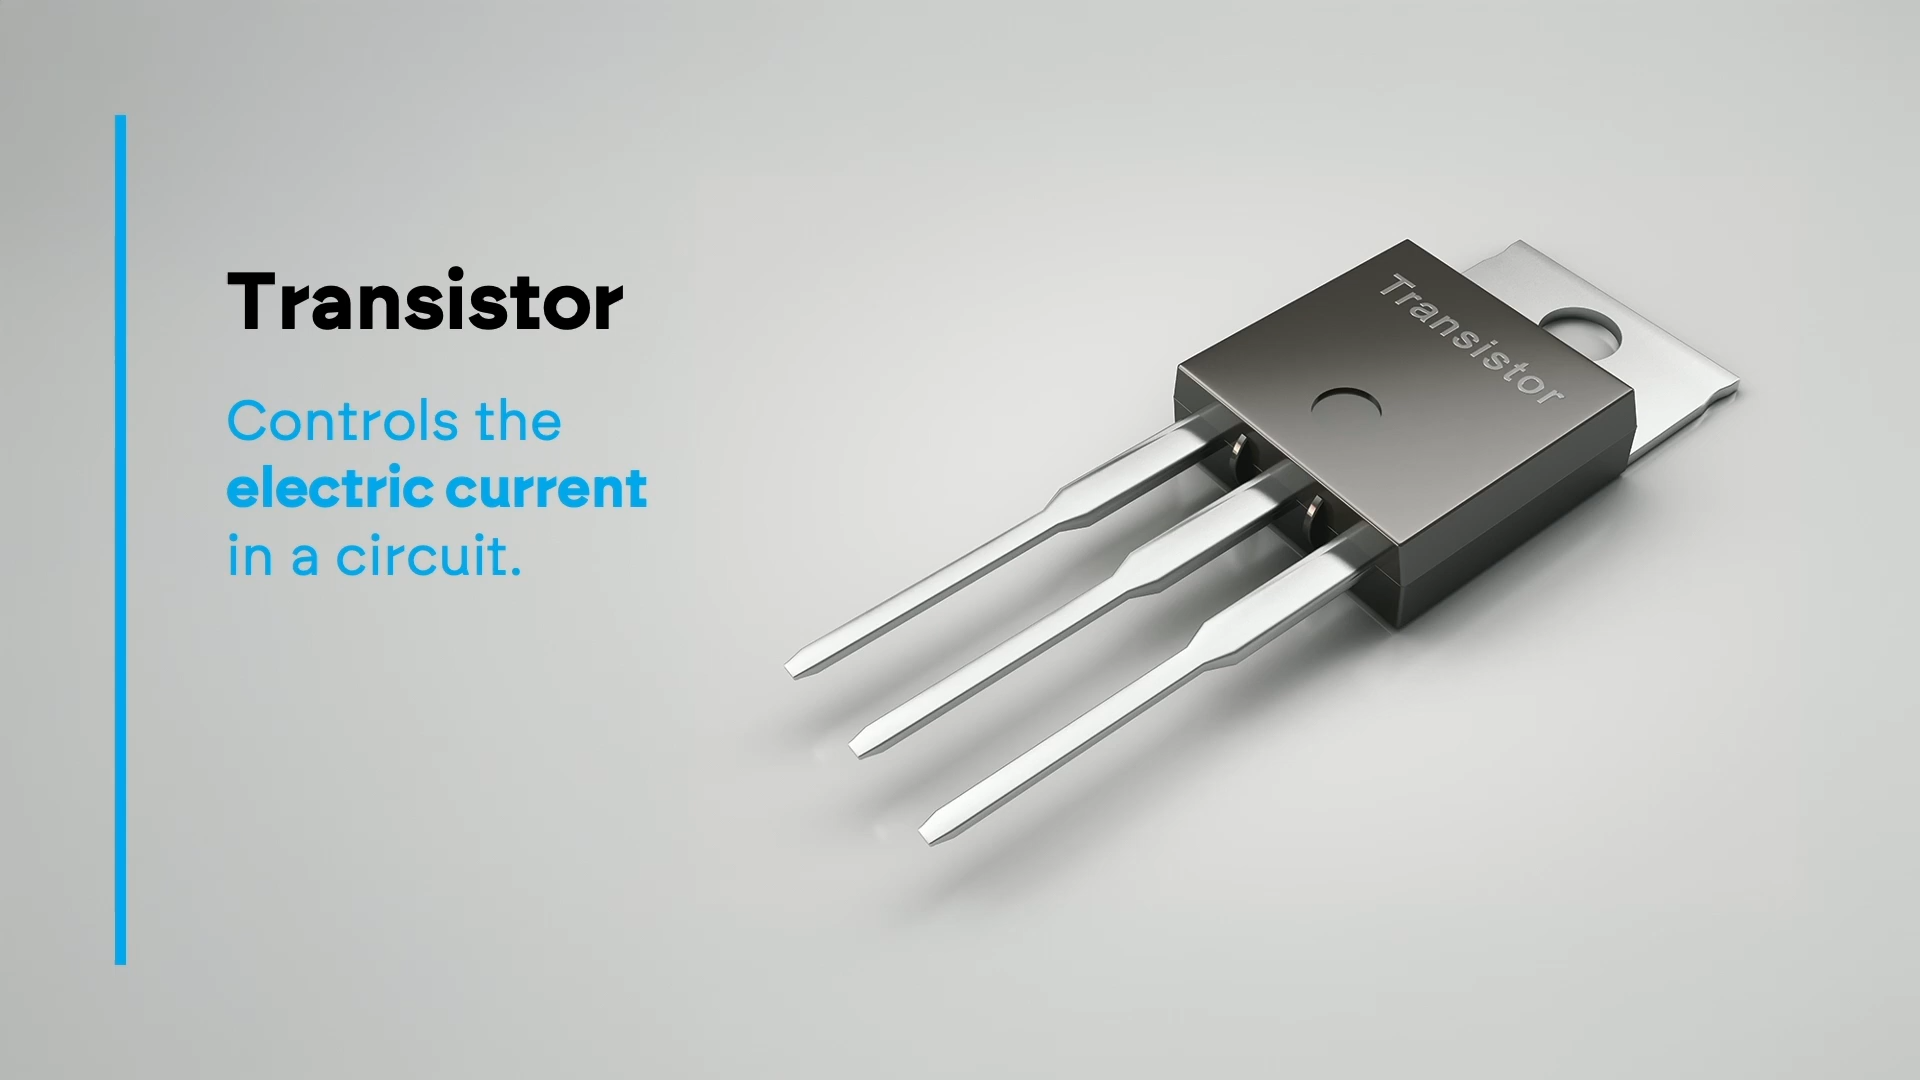 Transistor
Controls the
electric current
in a circuit.
Transistor